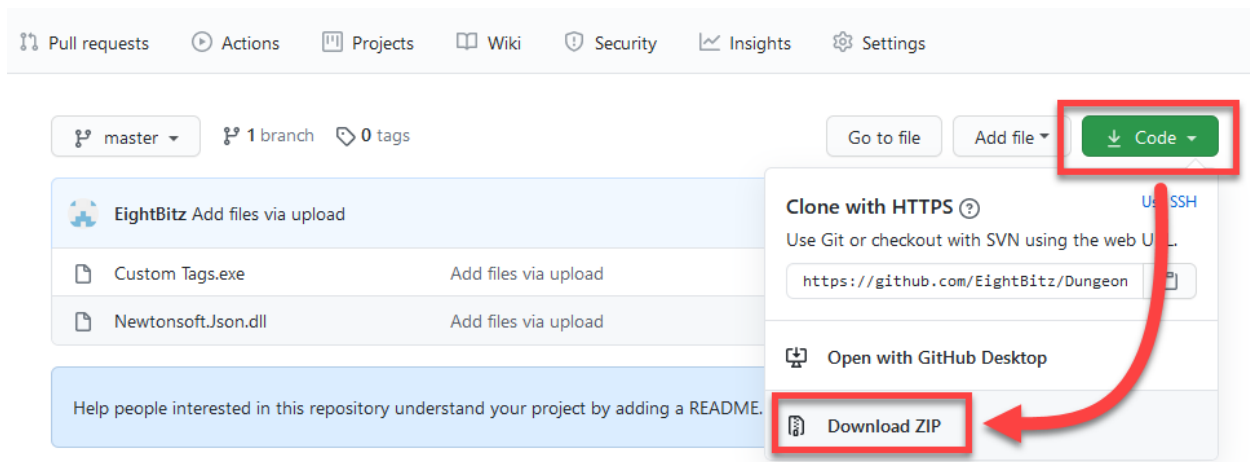 Pull requests Actions Projects Wiki Security Insights Settings
master 1 branch 0 tags Go to file Add file Code
Clone with HTTPS SSH
EightBitz Add files via upload
Use Git or checkout with SVN using the web
Custom Tags.exe Add files via upload
https://github.com/EightBitz/Dungeon
Newtonsoft.Json.dll Add files via upload
Open with GitHub Desktop
Help people interested in this repository understand your project by adding a README.
Download ZIP